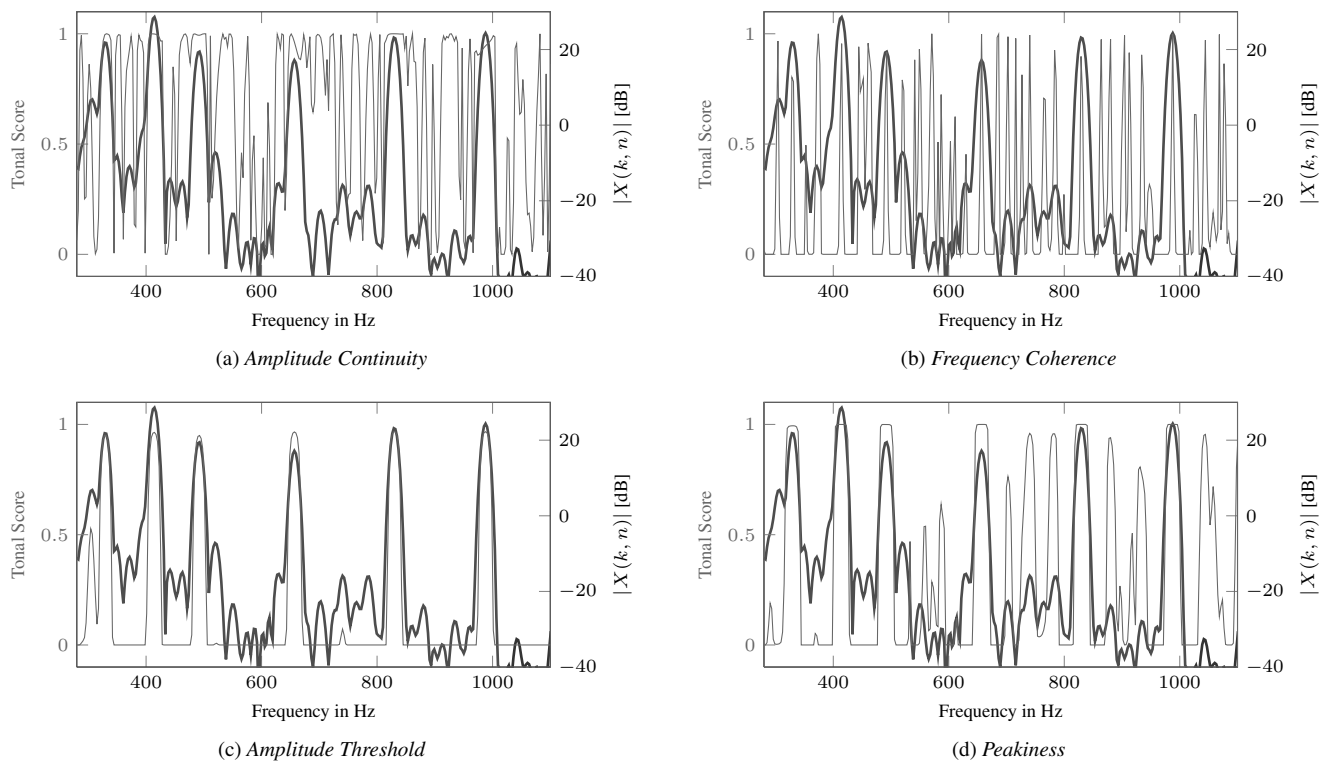 1
0.5
0
Tonal Score
20
0
−20
−40
|X(k, n)| [dB]
400 600 800 1000
Frequency in Hz
(a) Amplitude Continuity
1
0.5
0
Tonal Score
20
0
−20
−40
|X(k, n)| [dB]
400 600 800 1000
Frequency in Hz
(b) Frequency Coherence
1
0.5
0
Tonal Score
20
0
−20
−40
|X(k, n)| [dB]
400 600 800 1000
Frequency in Hz
(c) Amplitude Threshold
1
0.5
0
Tonal Score
20
0
−20
−40
|X(k, n)| [dB]
400 600 800 1000
Frequency in Hz
(d) Peakiness